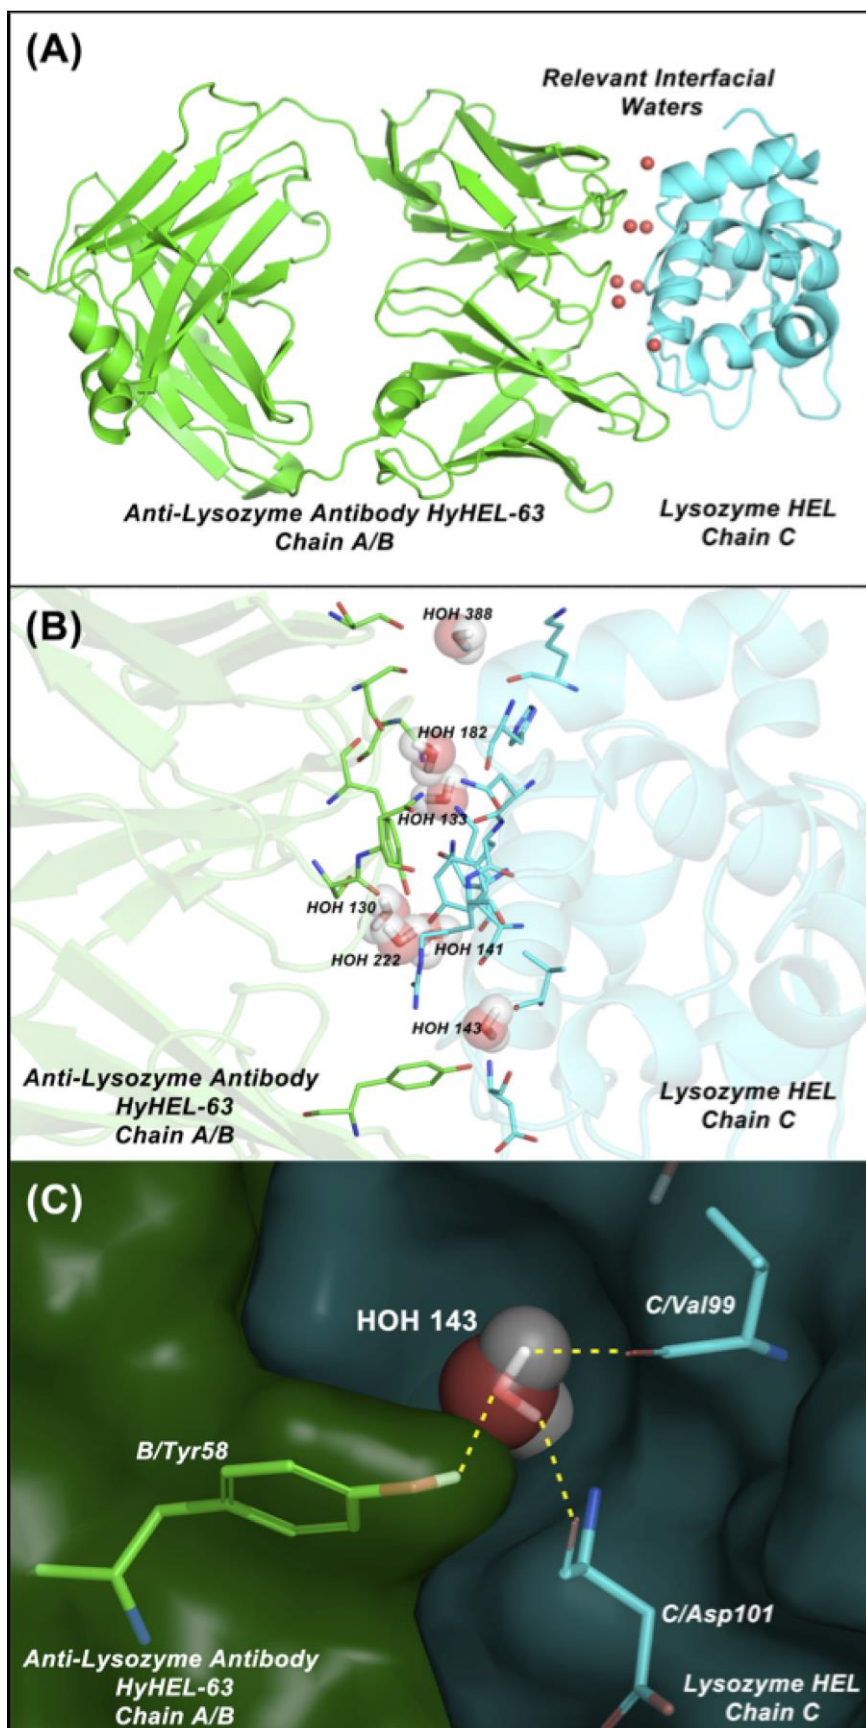 (A)
Relevant Interfacial
Waters
Anti-Lysozyme Antibody HyHEL-63
Chain A/B
Lysozyme HEL
Chain C
(B)
HOH 388
HOH 182
HOH 133
HOH 130
HOH 222
HOH 141
HOH 143
Anti-Lysozyme Antibody
HyHEL-63
Chain A/B
Lysozyme HEL
Chain C
(C)
C/Val99
HOH 143
B/Tyr58
C/Asp101
Anti-Lysozyme Antibody
HyHEL-63
Chain A/B
Lysozyme HEL
Chain C